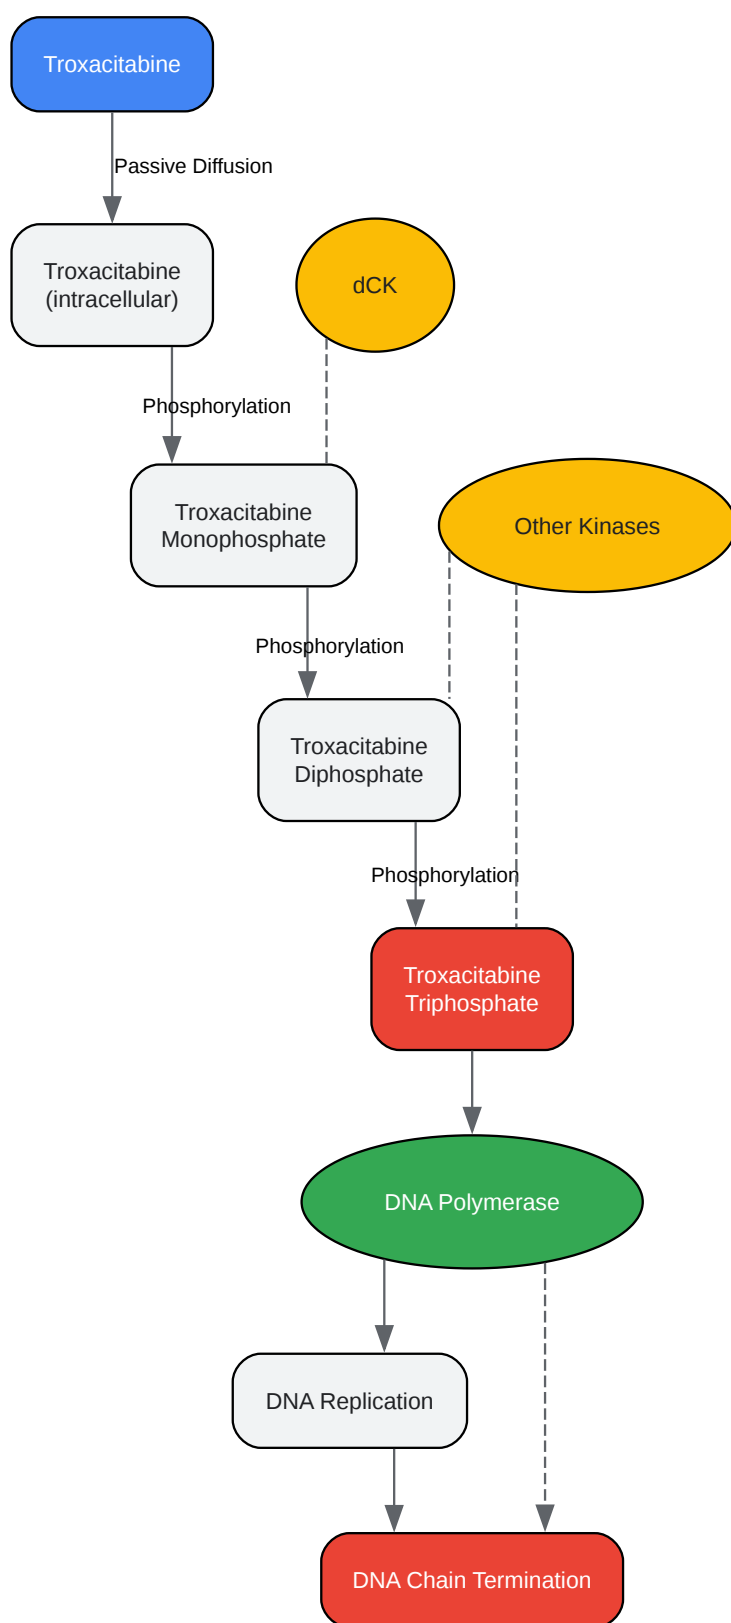 Troxacitabine
Passive Diffusion
Troxacitabine
(intracellular)
dCK
Phosphorylation
Troxacitabine
Monophosphate
Other Kinases
Phosphorylation
Troxacitabine
Diphosphate
Phosphorylation
Troxacitabine
Triphosphate
DNA Polymerase
DNA Replication
DNA Chain Termination